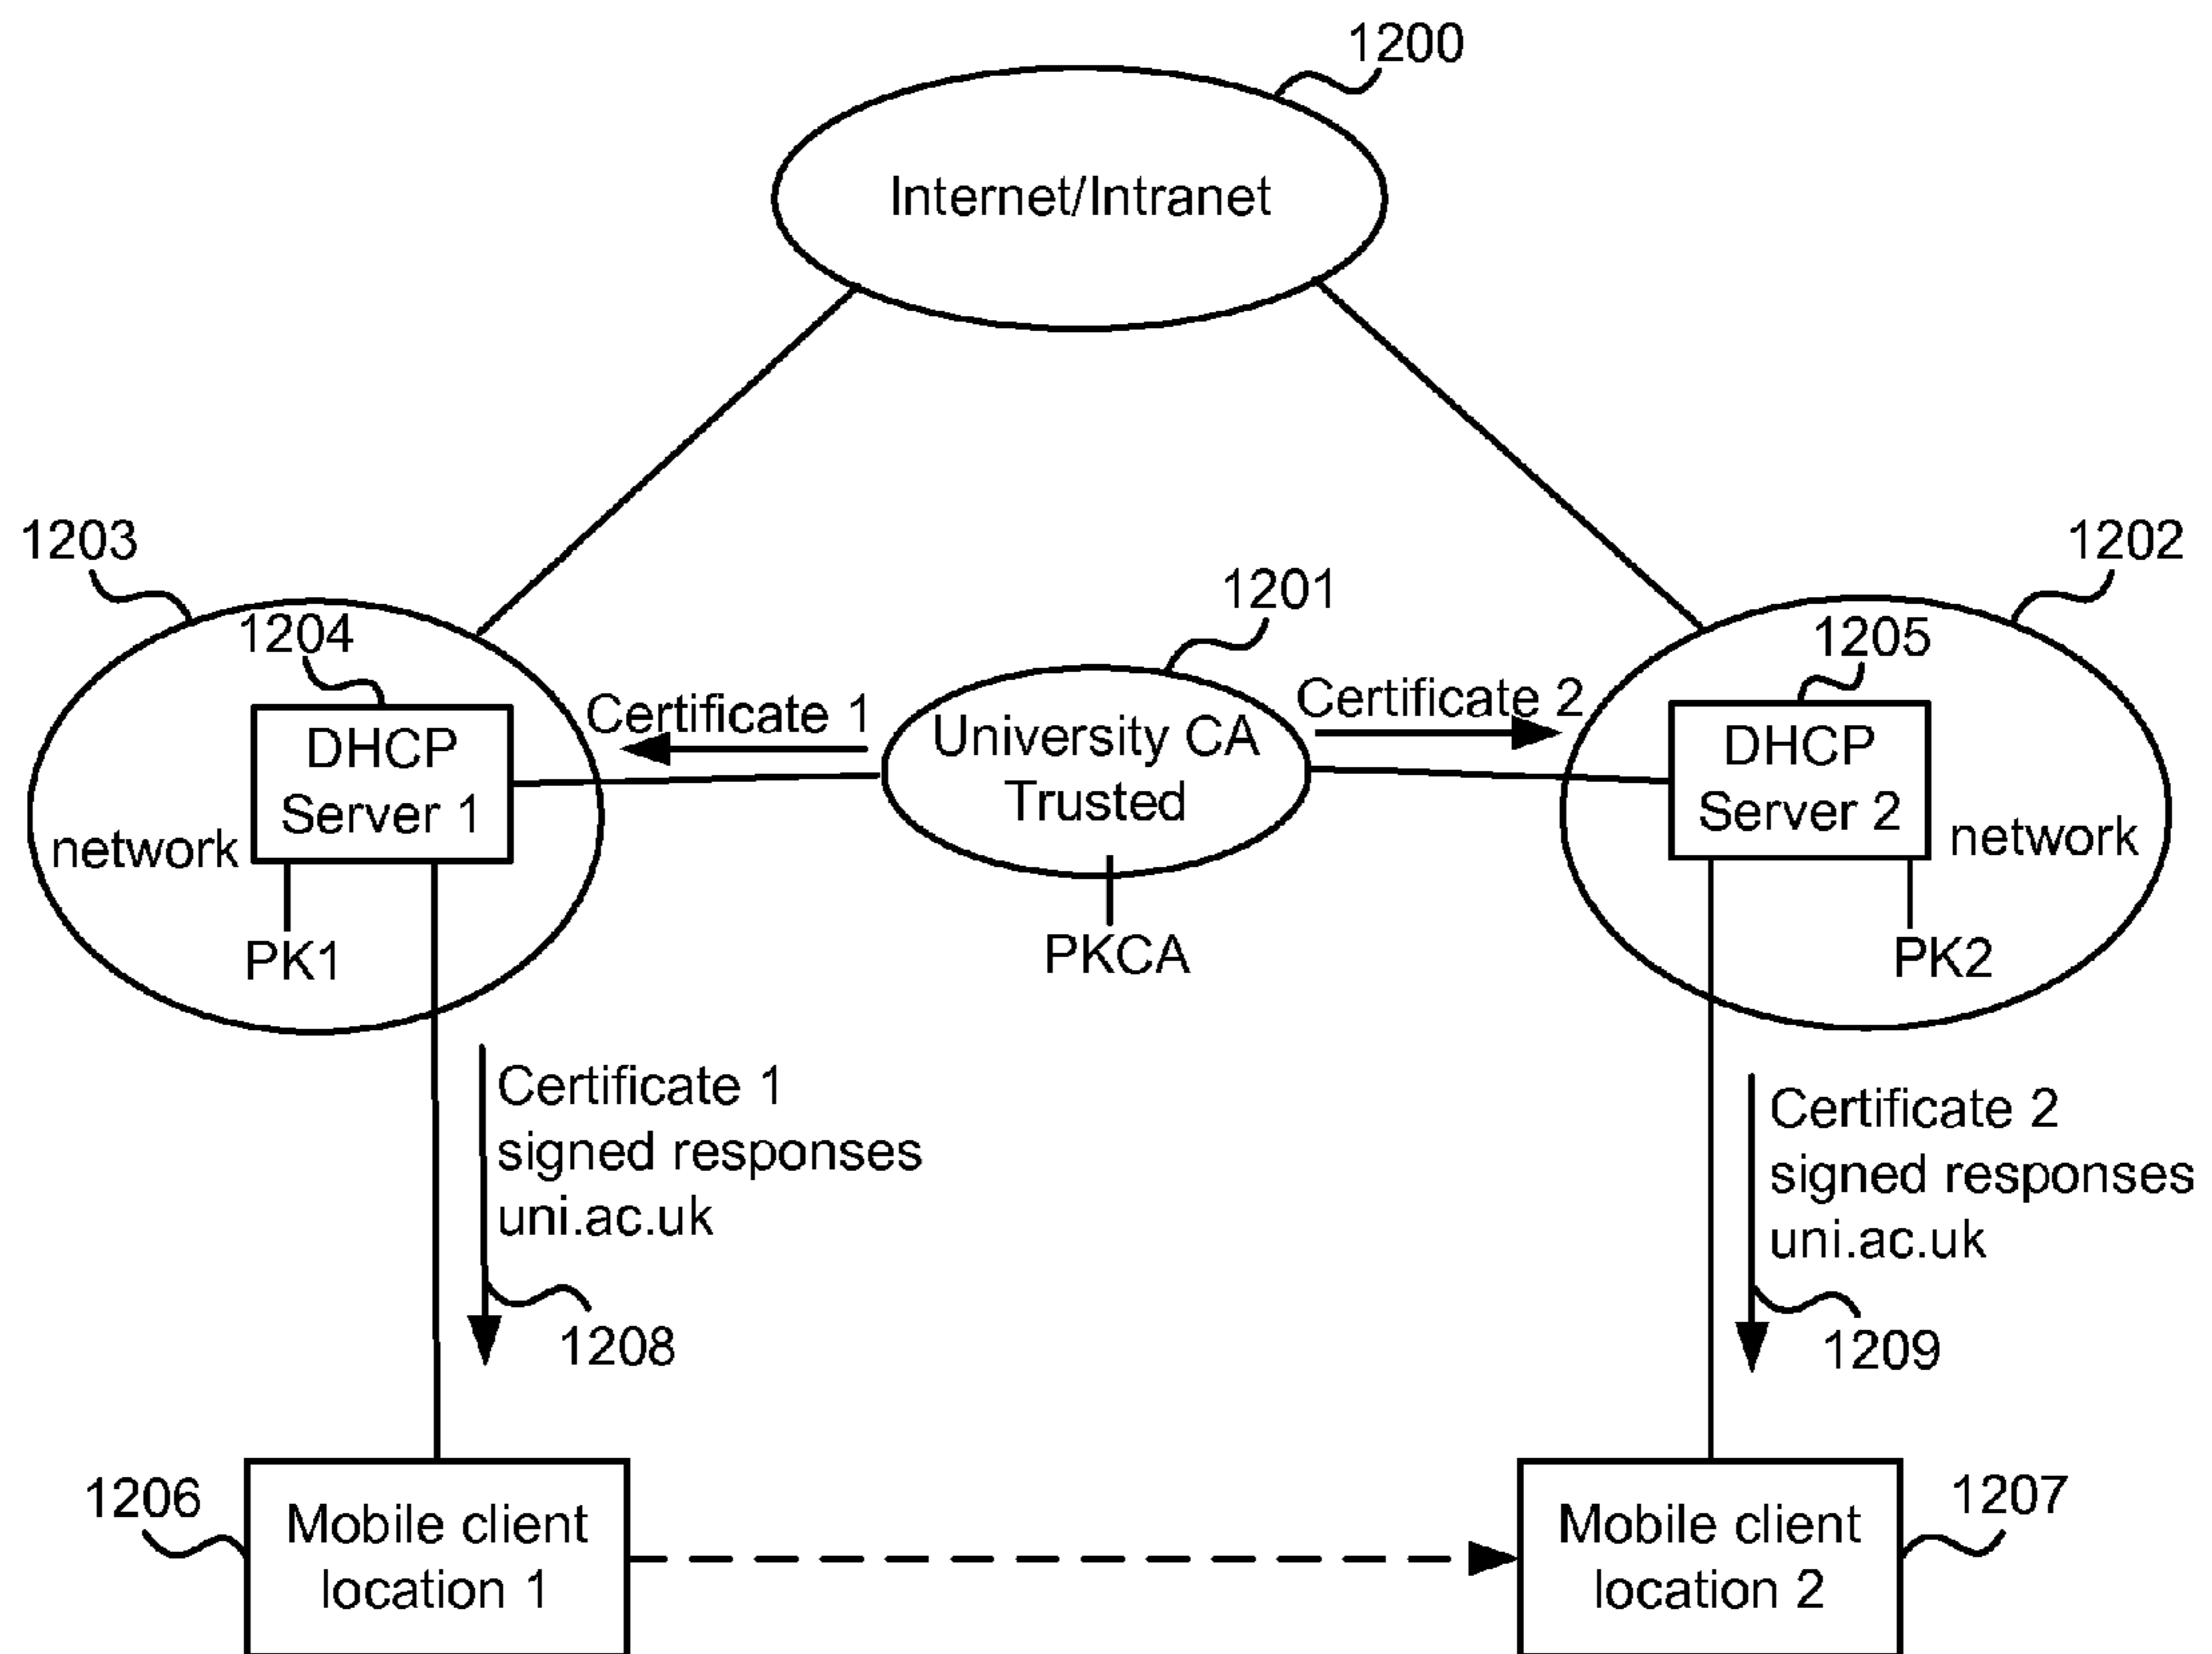 1200
Internet/Intranet
1203
1202
1201
1204
1205
Certificate 1
Certificate 2
University CA
Trusted
DHCP
Server 1
DHCP
Server 2
network
network
PK1
PKCA
PK2
Certificate 1
signed responses
uni.ac.uk
Certificate 2
signed responses
uni.ac.uk
1208
1209
1206
1207
Mobile client
location 1
Mobile client
location 2